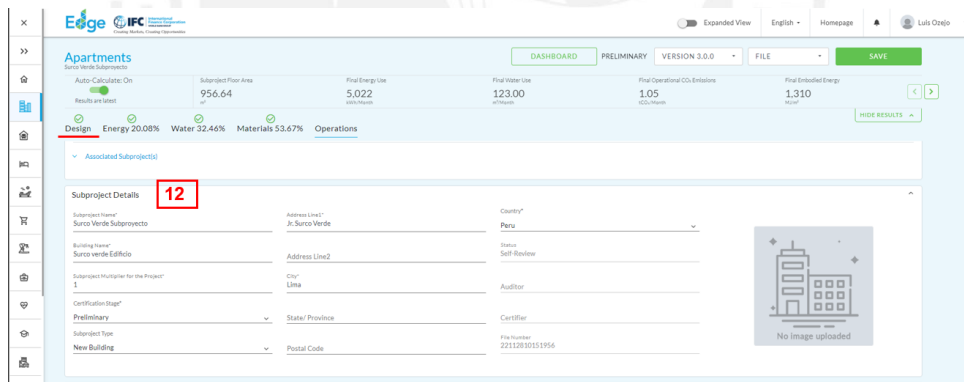 Edge IFC International Finance Corporation
Creating Markets, Creating Opportunities
Expanded View English Homepage Luis Ozejo
Apartments
Surco Verde Subproyecto
DASHBOARD PRELIMINARY VERSION 3.0.0 FILE SAVE
Auto-Calculate: On
Results are latest
Subproject Floor Area
956.64
m²
Final Energy Use
5,022
kWh/Month
Final Water Use
123.00
m³/Month
Final Operational CO₂ Emissions
1.05
tCO₂/Month
Final Embodied Energy
1,310
MJ/m²
HIDE RESULTS
Design Energy 20.08% Water 32.46% Materials 53.67% Operations
Associated Subproject(s)
Subproject Details 12
Subproject Name*
Surco Verde Subproyecto
Building Name*
Surco verde Edificio
Subproject Multiplier for the Project*
1
Certification Stage*
Preliminary
Subproject Type
New Building
Address Line1*
Jr. Surco Verde
Address Line2
City*
Lima
State/ Province
Postal Code
Country*
Peru
Status
Self-Review
Auditor
Certifier
File Number
22112810151956
No image uploaded